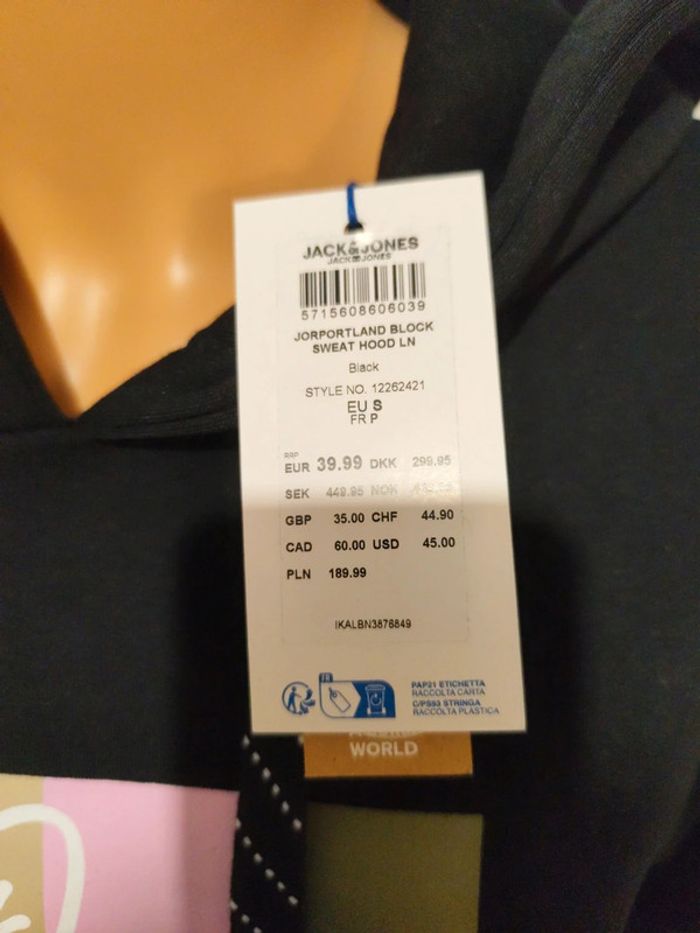 JACK&JONES
JACK&JONES
5715608606039
JORPORTLAND BLOCK
SWEAT HOOD LN
Black
STYLE NO. 12262421
EU S
FR P
RRP
EUR 39.99 DKK 299.95
SEK 449.95 NOK
GBP 35.00 CHF 44.90
CAD 60.00 USD 45.00
PLN 189.99
IKALBN3876849
FR
PAP21 ETICHETTA
RACCOLTA CARTA
C/PS93 STRINGA
RACCOLTA PLASTICA
WORLD